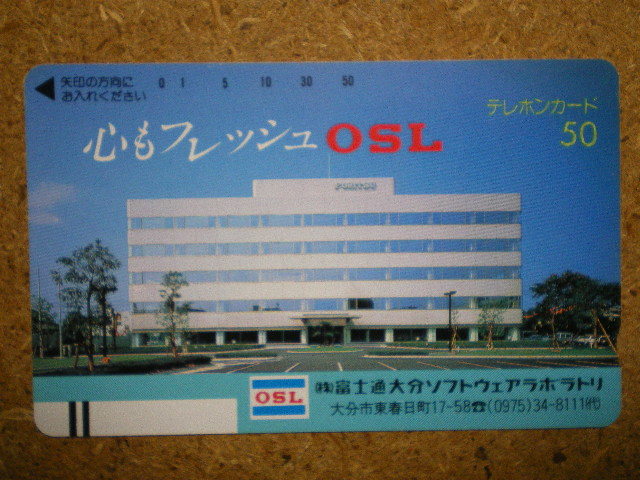 矢印の方向に
お入れください
0 1 5 10 30 50
テレホンカード
50
心もフレッシュOSL
FUJITSU
OSL
(株)富士通大分ソフトウェアラボラトリ
大分市東春日町17-58☎(0975)34-8111(代)